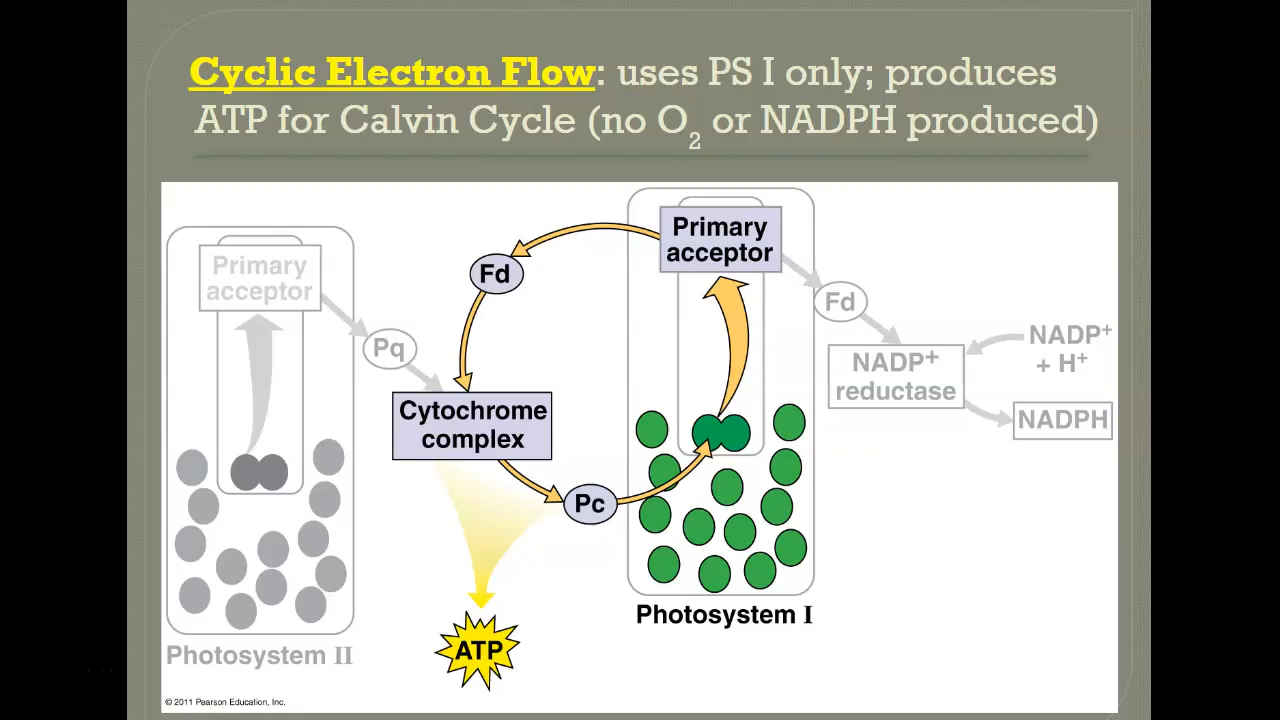 Cyclic Electron Flow: uses PS I only; produces
ATP for Calvin Cycle (no O2 or NADPH produced)
Primary
acceptor
Pq
Photosystem II
Fd
Cytochrome
complex
Pc
ATP
Primary
acceptor
Photosystem I
Fd
NADP+
reductase
NADP+
+ H+
NADPH
© 2011 Pearson Education, Inc.